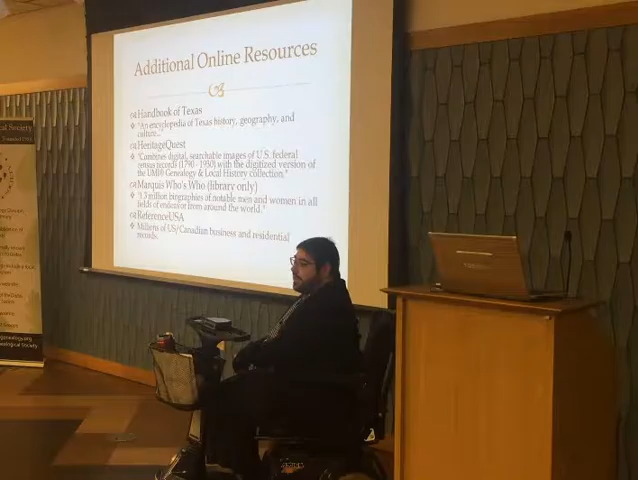 Additional Online Resources
Handbook of Texas
"An encyclopedia of Texas history, geography, and
culture..."
HeritageQuest
"Combines digital, searchable images of U.S. federal
census records (1790 - 1930) with the digitized version of
the UMI® Genealogy & Local History collection."
Marquis Who's Who (library only)
"1.3 million biographies of notable men and women in all
fields of endeavor from around the world."
ReferenceUSA
Millions of US/Canadian business and residential
records.
Society